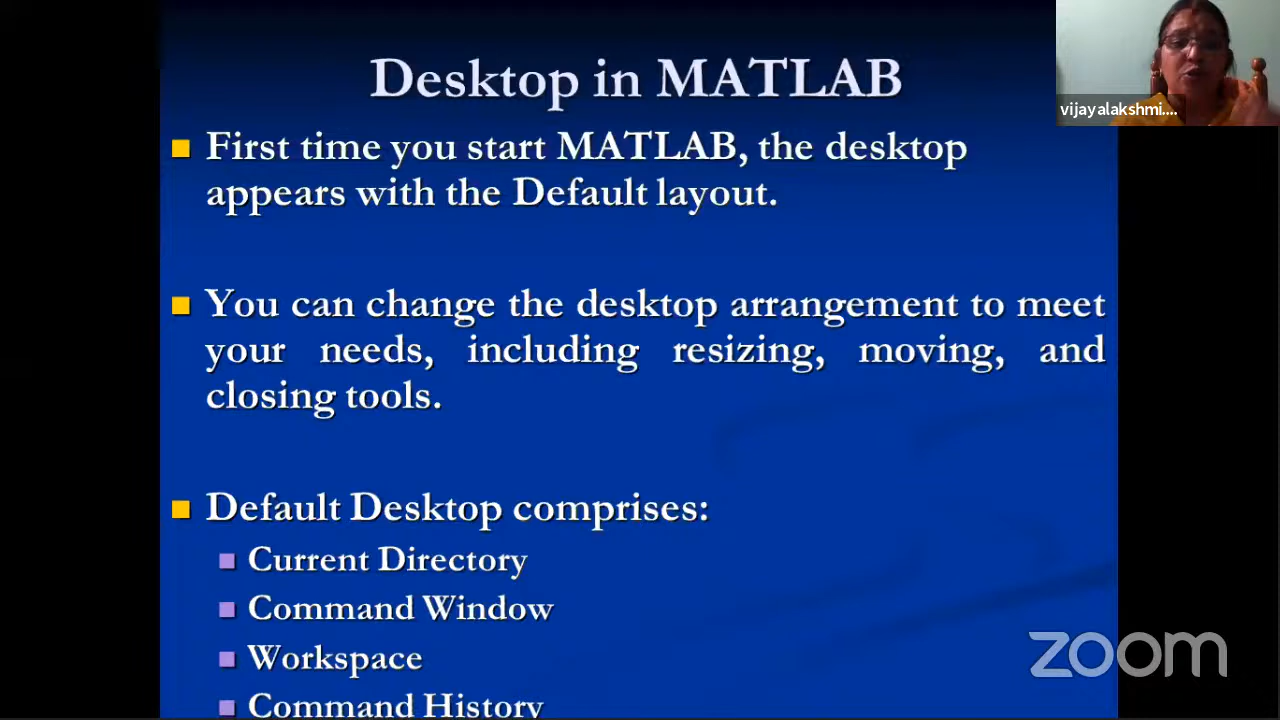 Desktop in MATLAB
vijayalakshmi....
First time you start MATLAB, the desktop
appears with the Default layout.
You can change the desktop arrangement to meet
your needs, including resizing, moving, and
closing tools.
Default Desktop comprises:
Current Directory
Command Window
Workspace
Command History
zoom